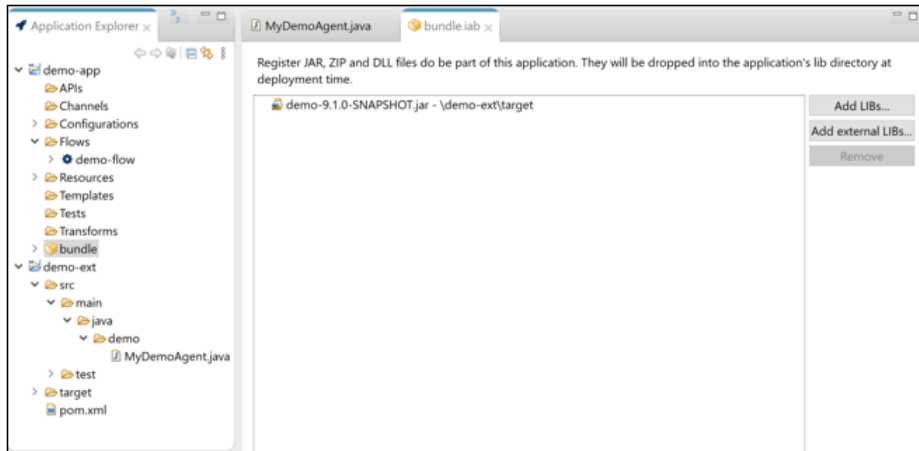 Application Explorer
demo-app
APIs
Channels
Configurations
Flows
demo-flow
Resources
Templates
Tests
Transforms
bundle
demo-ext
src
main
java
demo
MyDemoAgent.java
test
target
pom.xml
MyDemoAgent.java
bundle.iab
Register JAR, ZIP and DLL files do be part of this application. They will be dropped into the application's lib directory at
deployment time.
demo-9.1.0-SNAPSHOT.jar - \demo-ext\target
Add LIBs...
Add external LIBs...
Remove